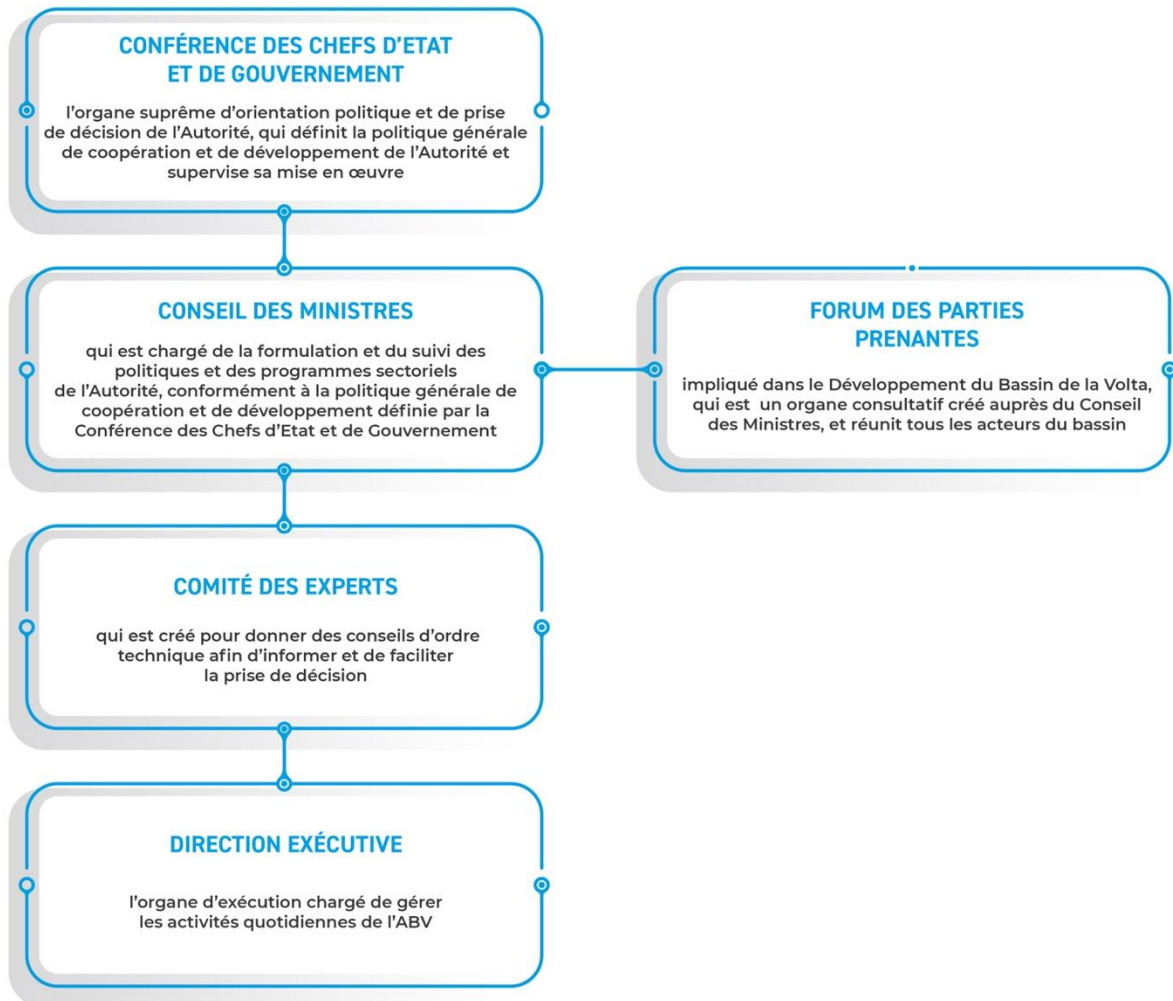 CONFÉRENCE DES CHEFS D'ETAT
ET DE GOUVERNEMENT
l'organe suprême d'orientation politique et de prise
de décision de l'Autorité, qui définit la politique générale
de coopération et de développement de l'Autorité et
supervise sa mise en œuvre
CONSEIL DES MINISTRES
qui est chargé de la formulation et du suivi des
politiques et des programmes sectoriels
de l'Autorité, conformément à la politique générale de
coopération et de développement définie par la
Conférence des Chefs d'Etat et de Gouvernement
FORUM DES PARTIES
PRENANTES
impliqué dans le Développement du Bassin de la Volta,
qui est un organe consultatif créé auprès du Conseil
des Ministres, et réunit tous les acteurs du bassin
COMITÉ DES EXPERTS
qui est créé pour donner des conseils d'ordre
technique afin d'informer et de faciliter
la prise de décision
DIRECTION EXÉCUTIVE
l'organe d'exécution chargé de gérer
les activités quotidiennes de l'ABV